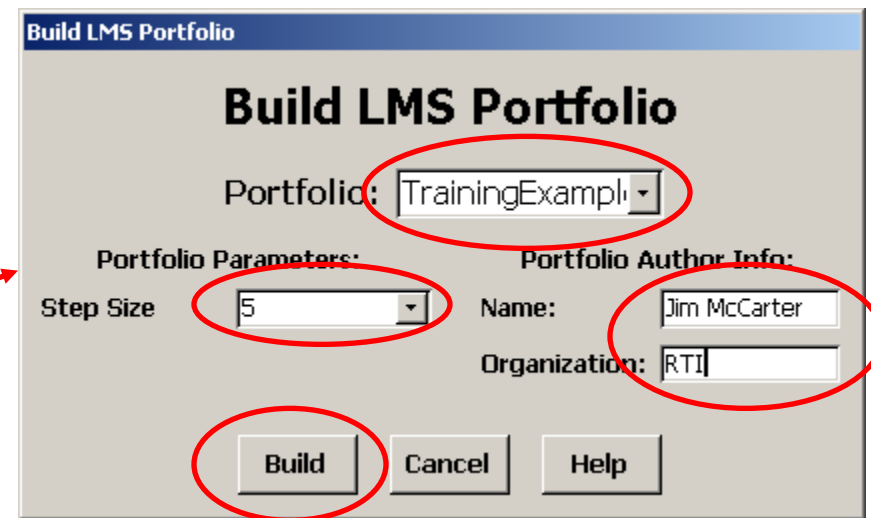 Build LMS Portfolio
Build LMS Portfolio
Portfolio: TrainingExampl
Portfolio Parameters: Portfolio Author Info:
Step Size 5 Name: Jim McCarter
Organization: RTI
Build Cancel Help